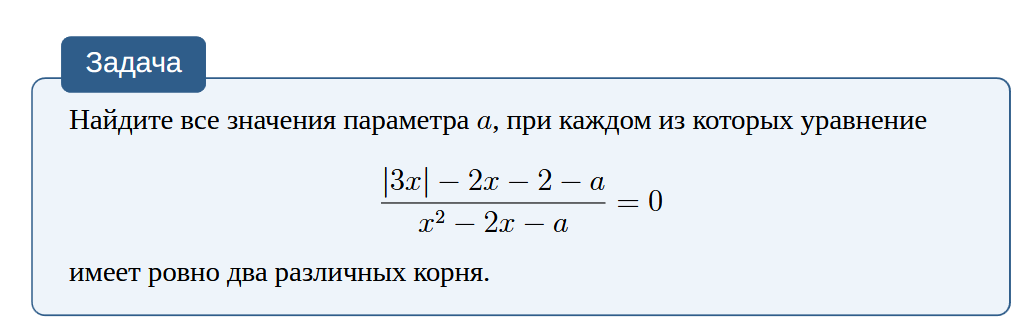 Задача
Найдите все значения параметра a, при каждом из которых уравнение
|3x| − 2x − 2 − a
x² − 2x − a
= 0
имеет ровно два различных корня.